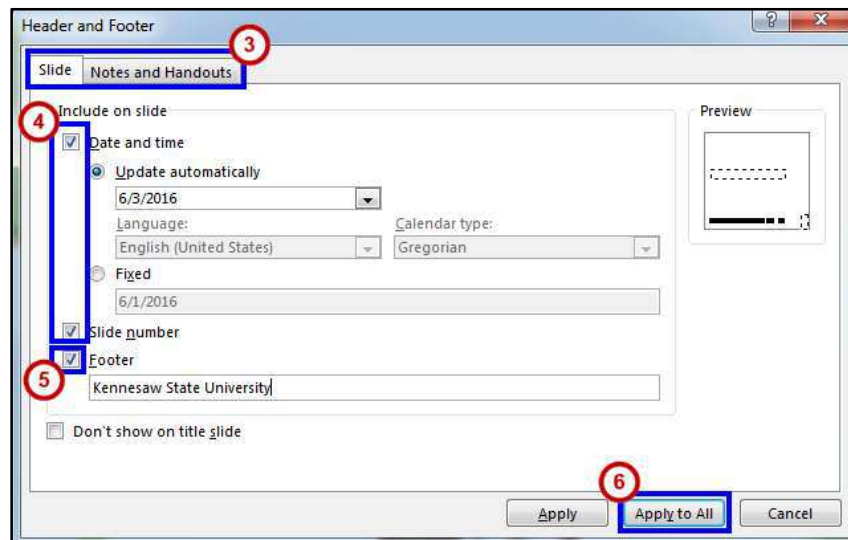 Header and Footer
3
Slide Notes and Handouts
Include on slide
Preview
4
Date and time
Update automatically
6/3/2016
Language: Calendar type:
English (United States) Gregorian
Fixed
6/1/2016
Slide number
Footer
5
Kennesaw State University
Don't show on title slide
6
Apply Apply to All Cancel